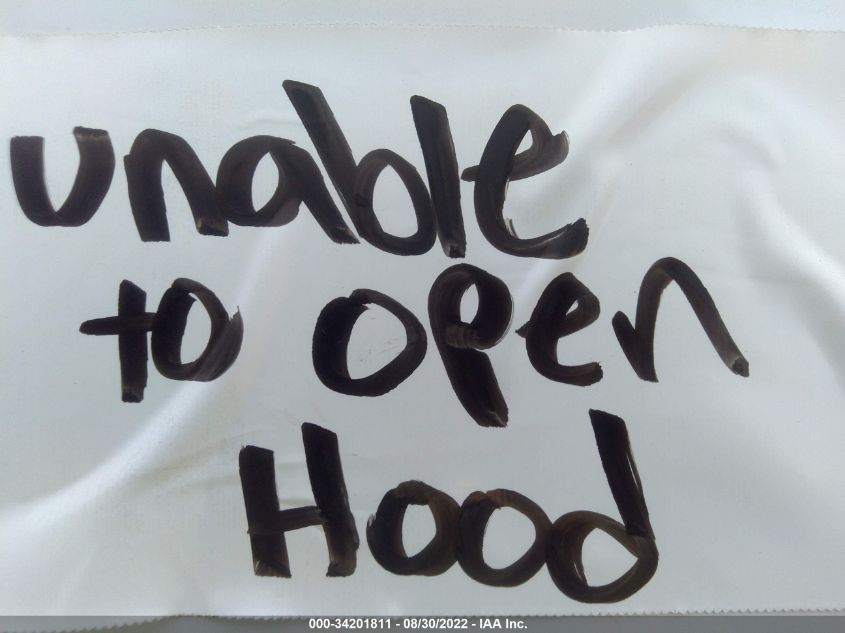 unable
to open
Hood
000-34201811 - 08/30/2022 - IAA Inc.